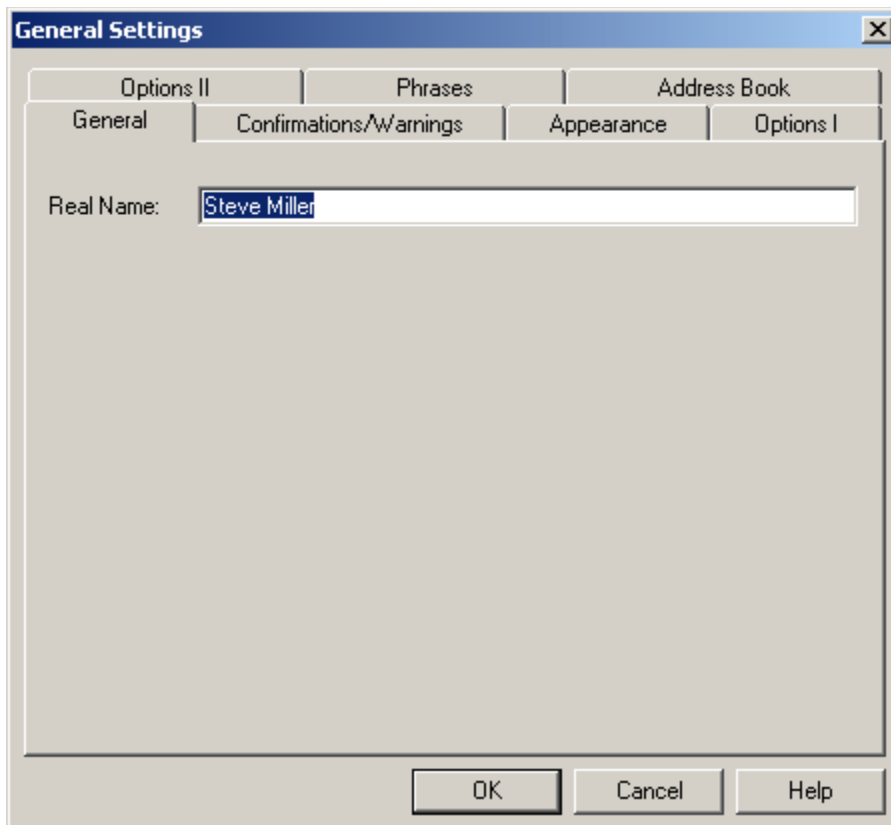 General Settings
Options II Phrases Address Book
General Confirmations/Warnings Appearance Options I
Real Name: Steve Miller
OK Cancel Help